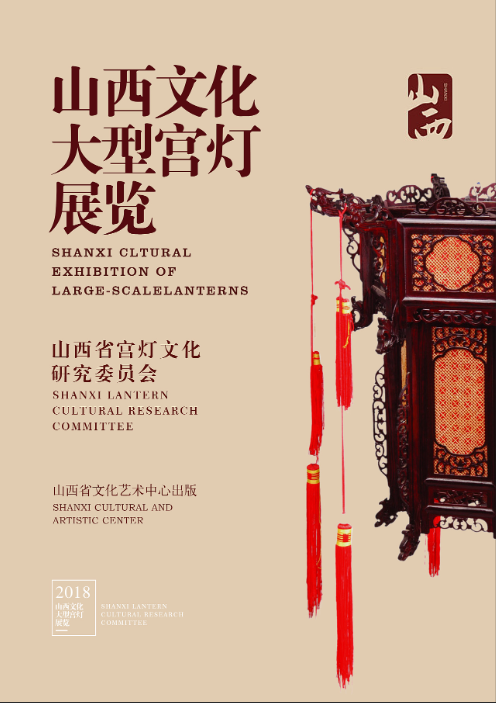 山西文化
大型宫灯
展览
SHANXI CLTURAL
EXHIBITION OF
LARGE-SCALELANTERNS
山西
SHANXI
山西省宫灯文化
研究委员会
SHANXI LANTERN
CULTURAL RESEARCH
COMMITTEE
山西省文化艺术中心出版
SHANXI CULTURAL AND
ARTISTIC CENTER
2018
山西文化
大型宫灯
展览
SHANXI LANTERN
CULTURAL RESEARCH
COMMITTEE